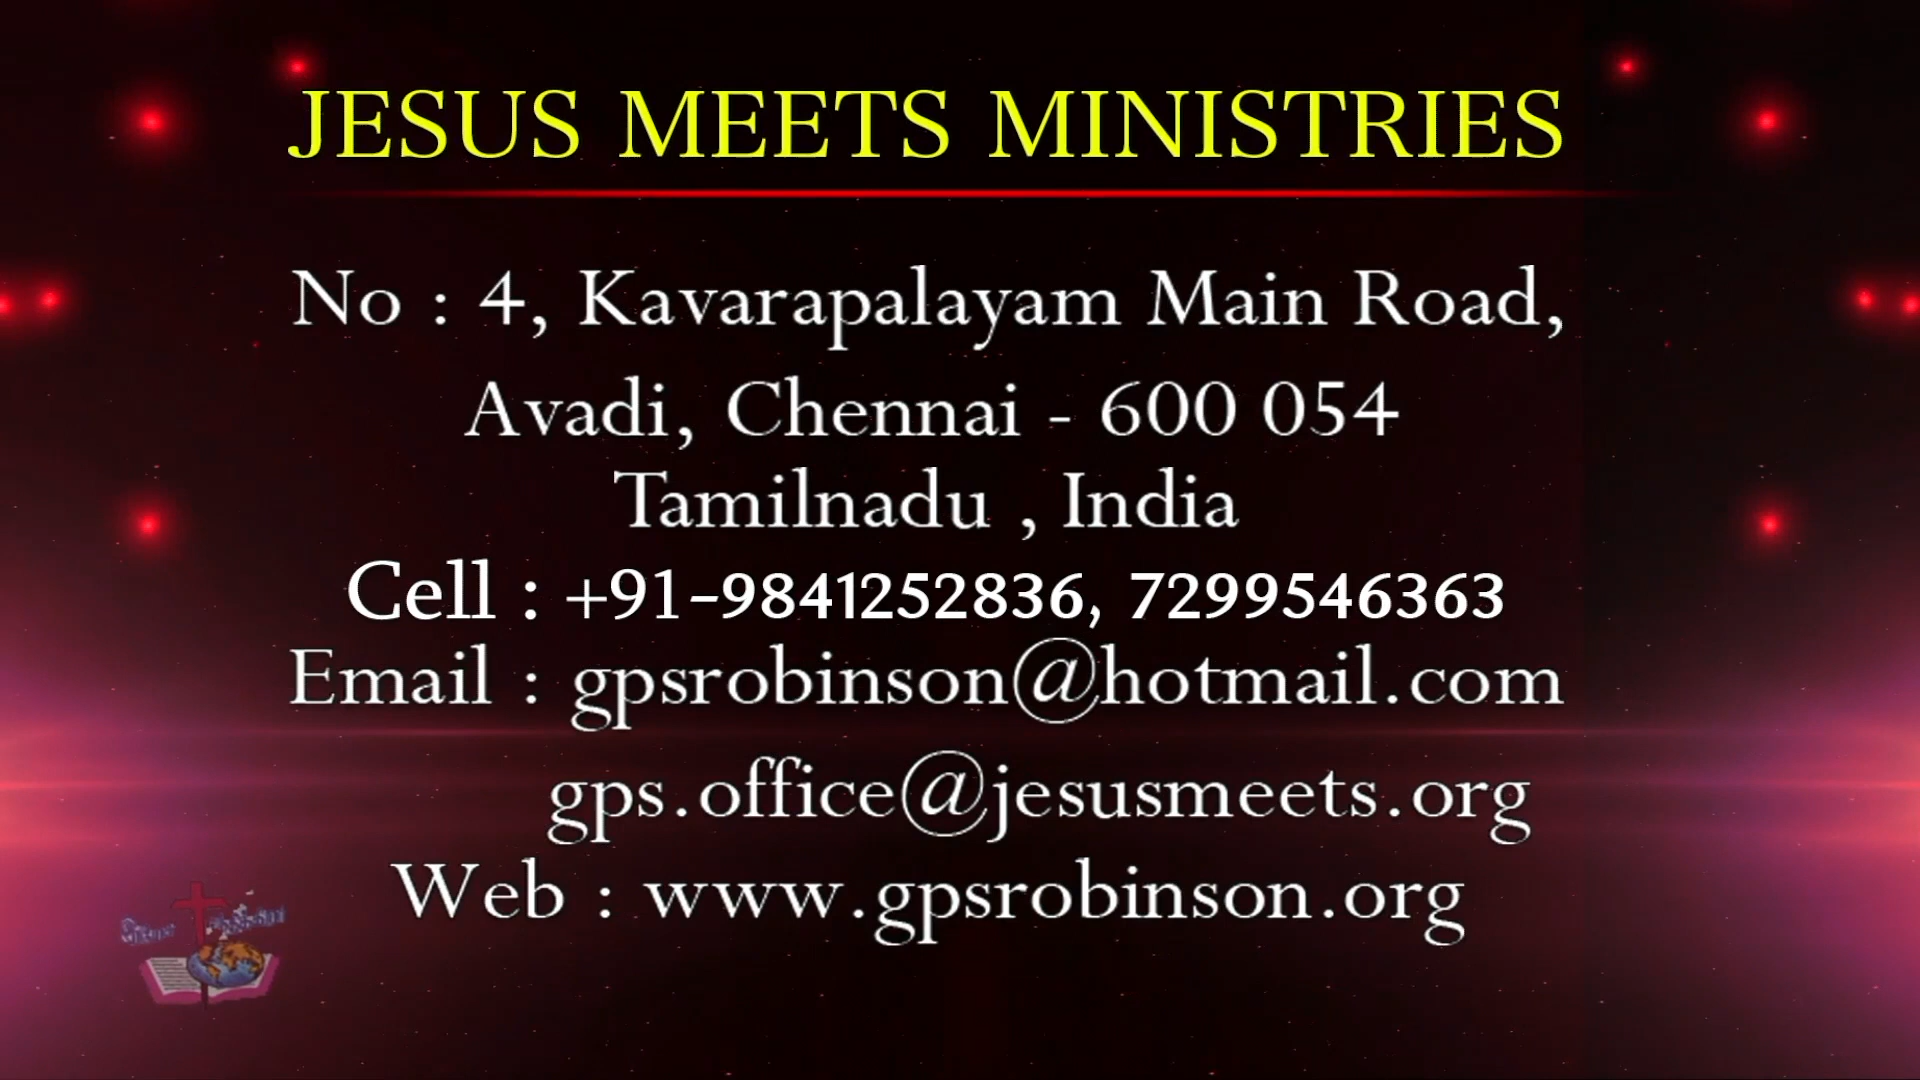 JESUS MEETS MINISTRIES
No : 4, Kavarapalayam Main Road,
Avadi, Chennai - 600 054
Tamilnadu , India
Cell : +91-9841252836, 7299546363
Email : gpsrobinson@hotmail.com
gps.office@jesusmeets.org
Web : www.gpsrobinson.org